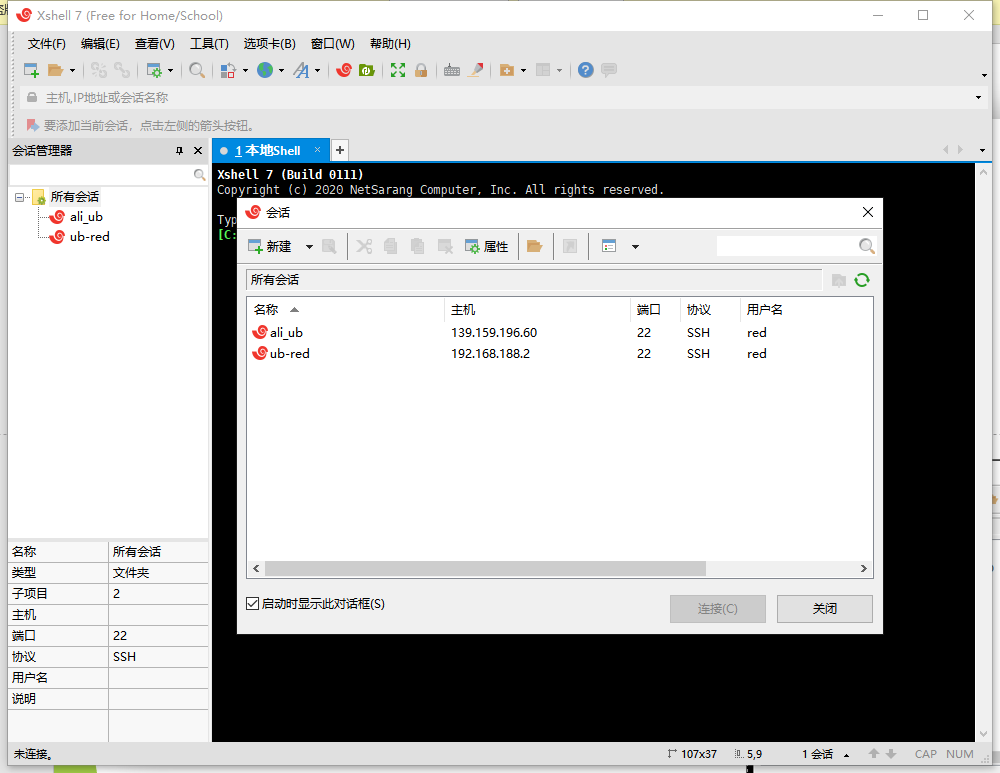 Xshell 7 (Free for Home/School)
文件(F) 编辑(E) 查看(V) 工具(T) 选项卡(B) 窗口(W) 帮助(H)
主机,IP地址或会话名称
要添加当前会话，点击左侧的箭头按钮。
会话管理器
1 本地Shell
所有会话
ali_ub
ub-red
Xshell 7 (Build 0111)
Copyright (c) 2020 NetSarang Computer, Inc. All rights reserved.
Typ
[C:
会话
新建 属性
所有会话
名称 主机 端口 协议 用户名
ali_ub 139.159.196.60 22 SSH red
ub-red 192.168.188.2 22 SSH red
启动时显示此对话框(S)
连接(C) 关闭
名称 所有会话
类型 文件夹
子项目 2
主机
端口 22
协议 SSH
用户名
说明
未连接。 107x37 5,9 1 会话 CAP NUM